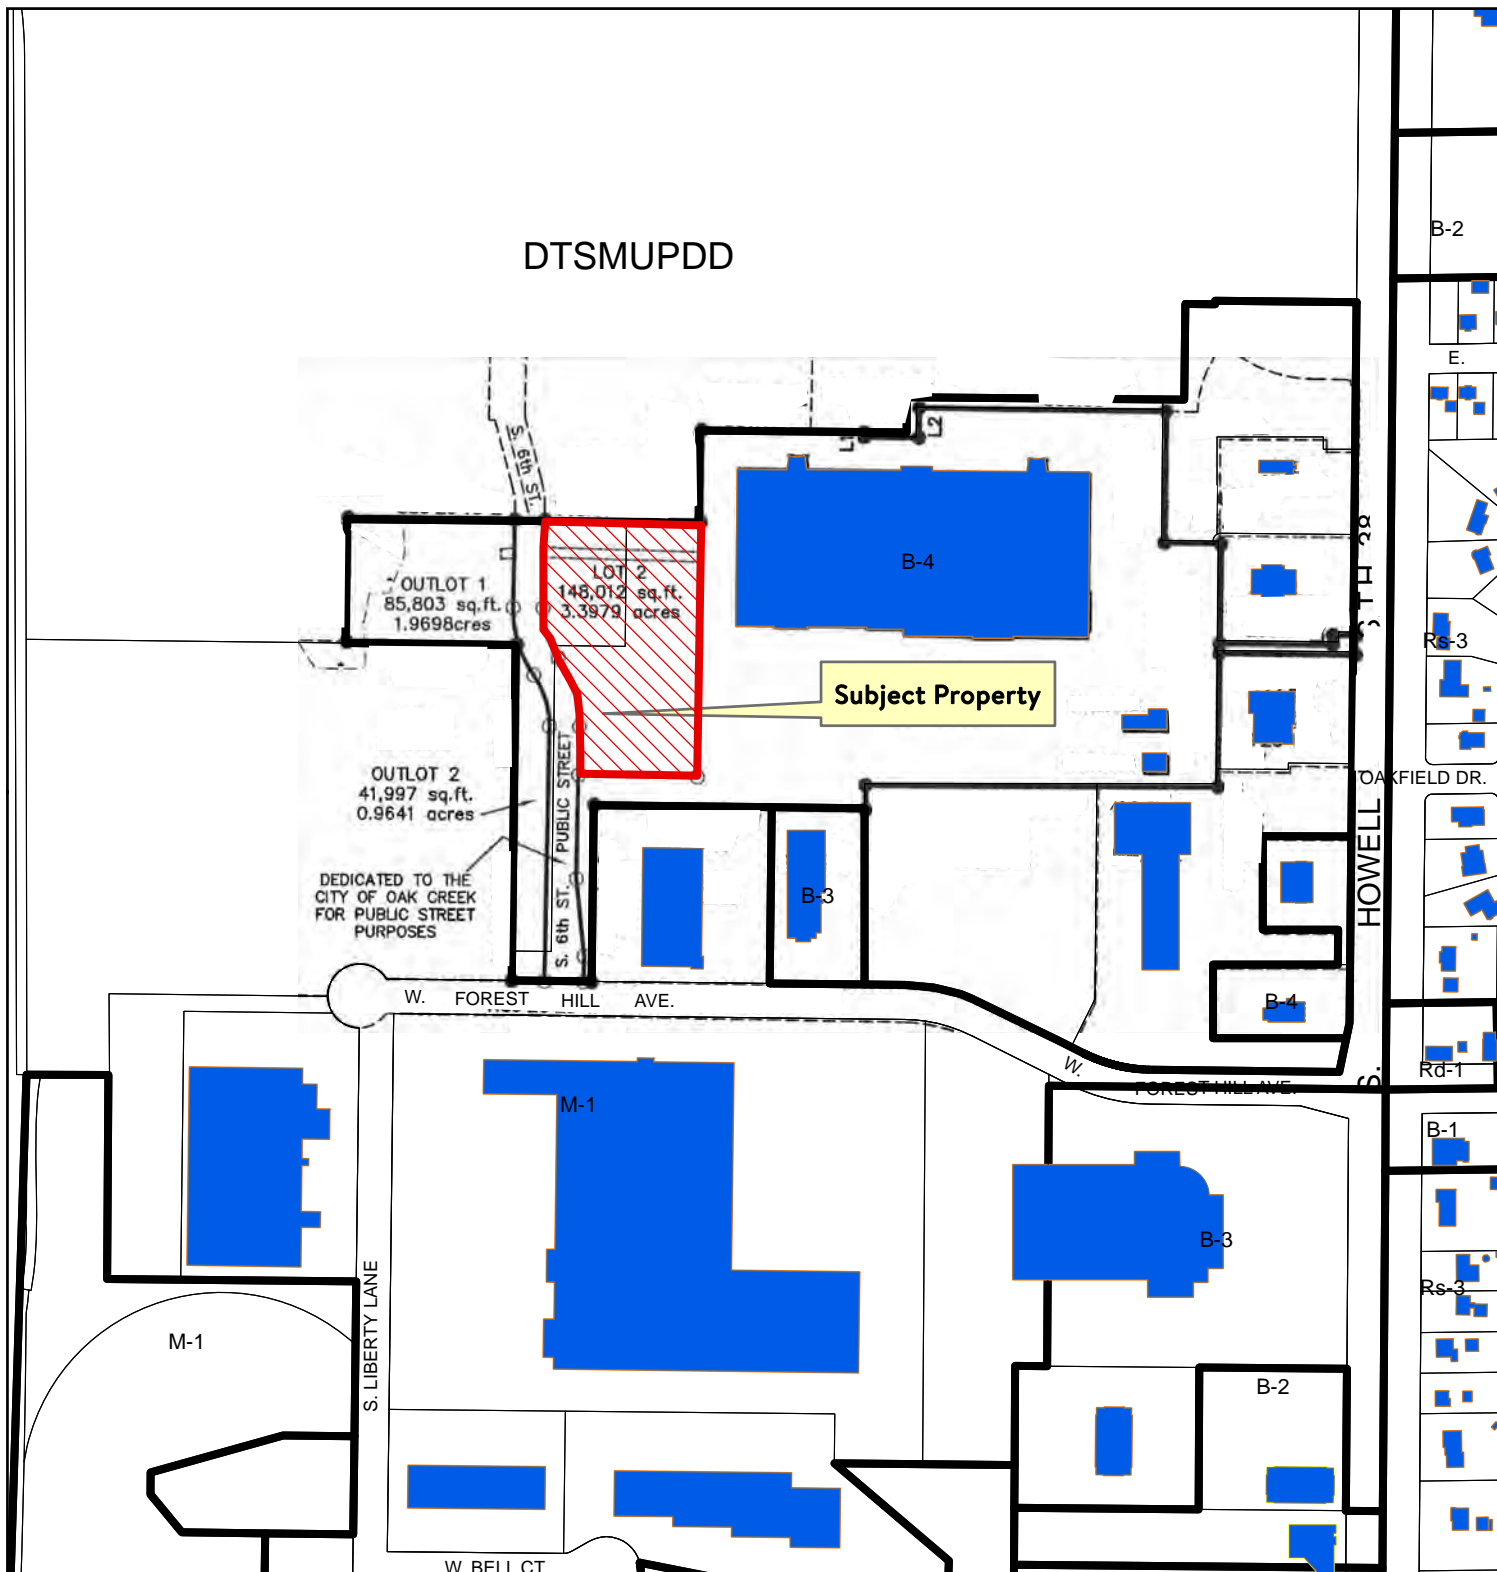 B-2
DTSMUPDD
E.
S. 6th ST.
L1
L2
B-4
OUTLOT 1
85,803 sq.ft.
1.9698cres
LOT 2
148,012 sq.ft.
3.3979 acres
Rs-3
Subject Property
OUTLOT 2
41,997 sq.ft.
0.9641 acres
OAKFIELD DR.
DEDICATED TO THE
CITY OF OAK CREEK
FOR PUBLIC STREET
PURPOSES
S. 6th ST. PUBLIC STREET
B-3
S. HOWELL
W. FOREST HILL AVE.
B-4
W. FOREST HILL AVE.
Rd-1
M-1
B-1
B-3
Rs-3
S. LIBERTY LANE
M-1
B-2
W. BELL CT.